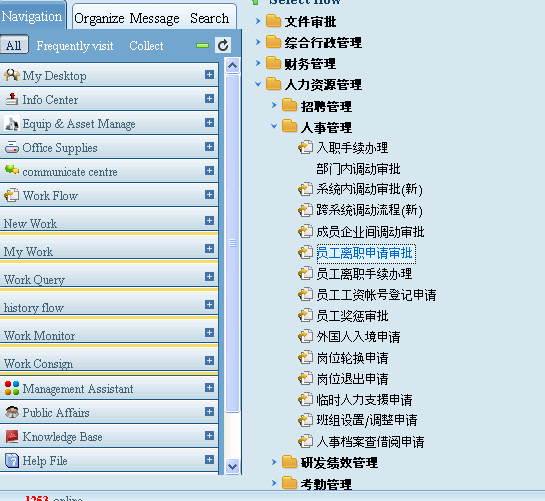 Navigation
Organize
Message
Search
All
Frequently visit
Collect
My Desktop
Info Center
Equip & Asset Manage
Office Supplies
communicate centre
Work Flow
New Work
My Work
Work Query
history flow
Work Monitor
Work Consign
Management Assistant
Public Affairs
Knowledge Base
Help File
1253 online
Select flow
文件审批
综合行政管理
财务管理
人力资源管理
招聘管理
人事管理
入职手续办理
部门内调动审批
系统内调动审批(新)
跨系统调动流程(新)
成员企业间调动审批
员工离职申请审批
员工离职手续办理
员工工资帐号登记申请
员工奖惩审批
外国人入境申请
岗位轮换申请
岗位退出申请
临时人力支援申请
班组设置/调整申请
人事档案查借阅申请
研发绩效管理
考勤管理